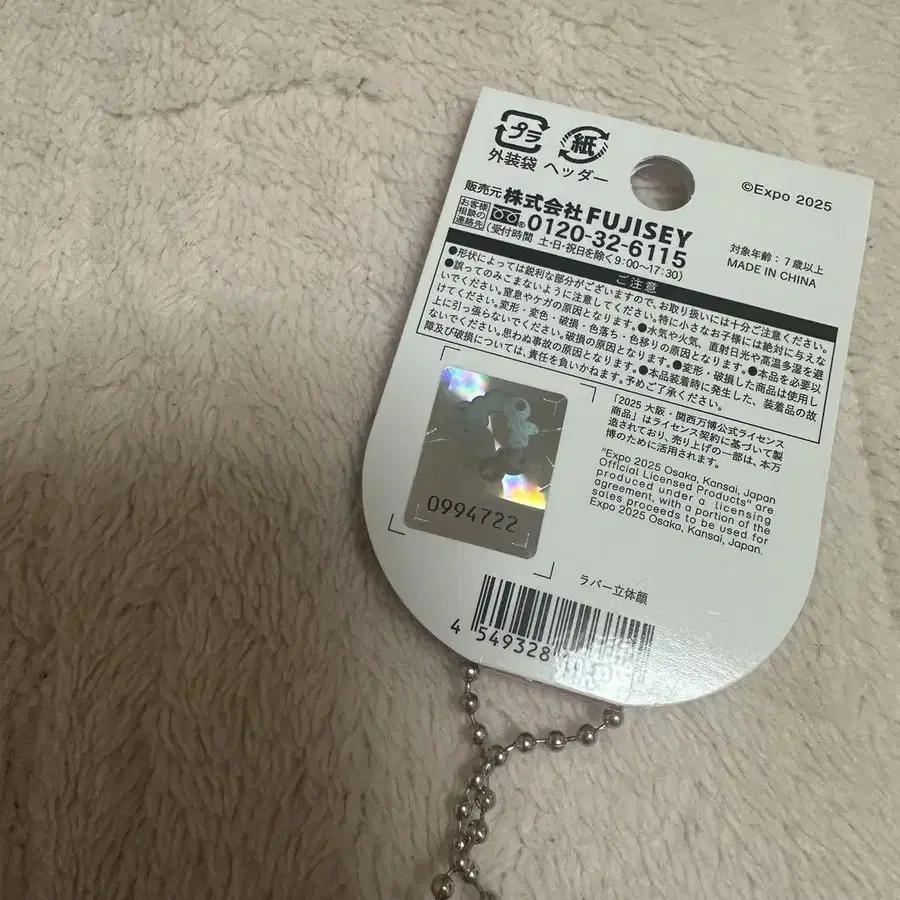 プラ
紙
外装袋 ヘッダー
©Expo 2025
販売元 株式会社FUJISEY
お客様
相談の
連絡先
0120-32-6115
(受付時間 土・日・祝日を除く9:00〜17:30)
対象年齢:7歳以上
MADE IN CHINA
ご注意
●形状によっては鋭利な部分がございますので、お取り扱いには十分ご注意ください。
●誤ってのみこまないように注意してください。特に小さなお子様には絶対に与えな
いでください。窒息やケガの原因となります。●水気や火気、直射日光や高温多湿を避
けてください。変形・変色・破損・色落ち・色移りの原因となります。●本品を必要以
上に引っ張らないでください。破損の原因となります。●変形・破損した商品は使用し
ないでください。思わぬ事故の原因となります。●本品装着時に発生した、装着品の故
障及び破損については、責任を負いかねます。予めご了承ください。
「2025 大阪・関西万博公式ライセンス
商品」はライセンス契約に基づいて製
造されており、売り上げの一部は、本万
博のために活用されます。
"Expo 2025 Osaka, Kansai, Japan
Official Licensed Products" are
produced under a licensing
agreement, with a portion of the
sales proceeds to be used for
Expo 2025 Osaka, Kansai, Japan.
0994722
ラバー立体顔
4 549328